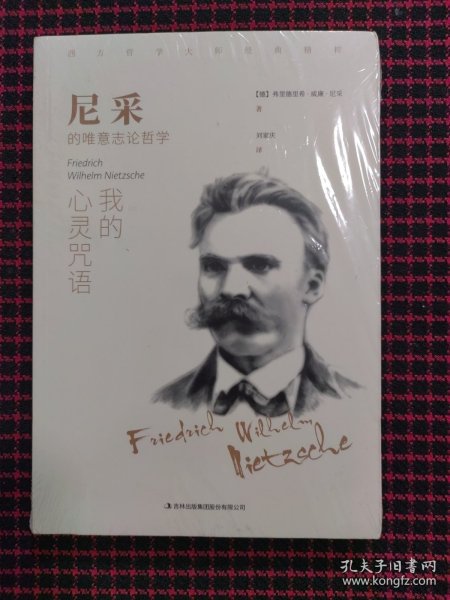 西方哲学大师经典精粹
尼采
的唯意志论哲学
Friedrich
Wilhelm Nietzsche
我的
心灵咒语
【德】弗里德里希·威廉·尼采
著
刘家庆
译
Friedrich Wilhelm
Nietzsche
吉林出版集团股份有限公司
孔夫子旧书网
www.kongfz.com